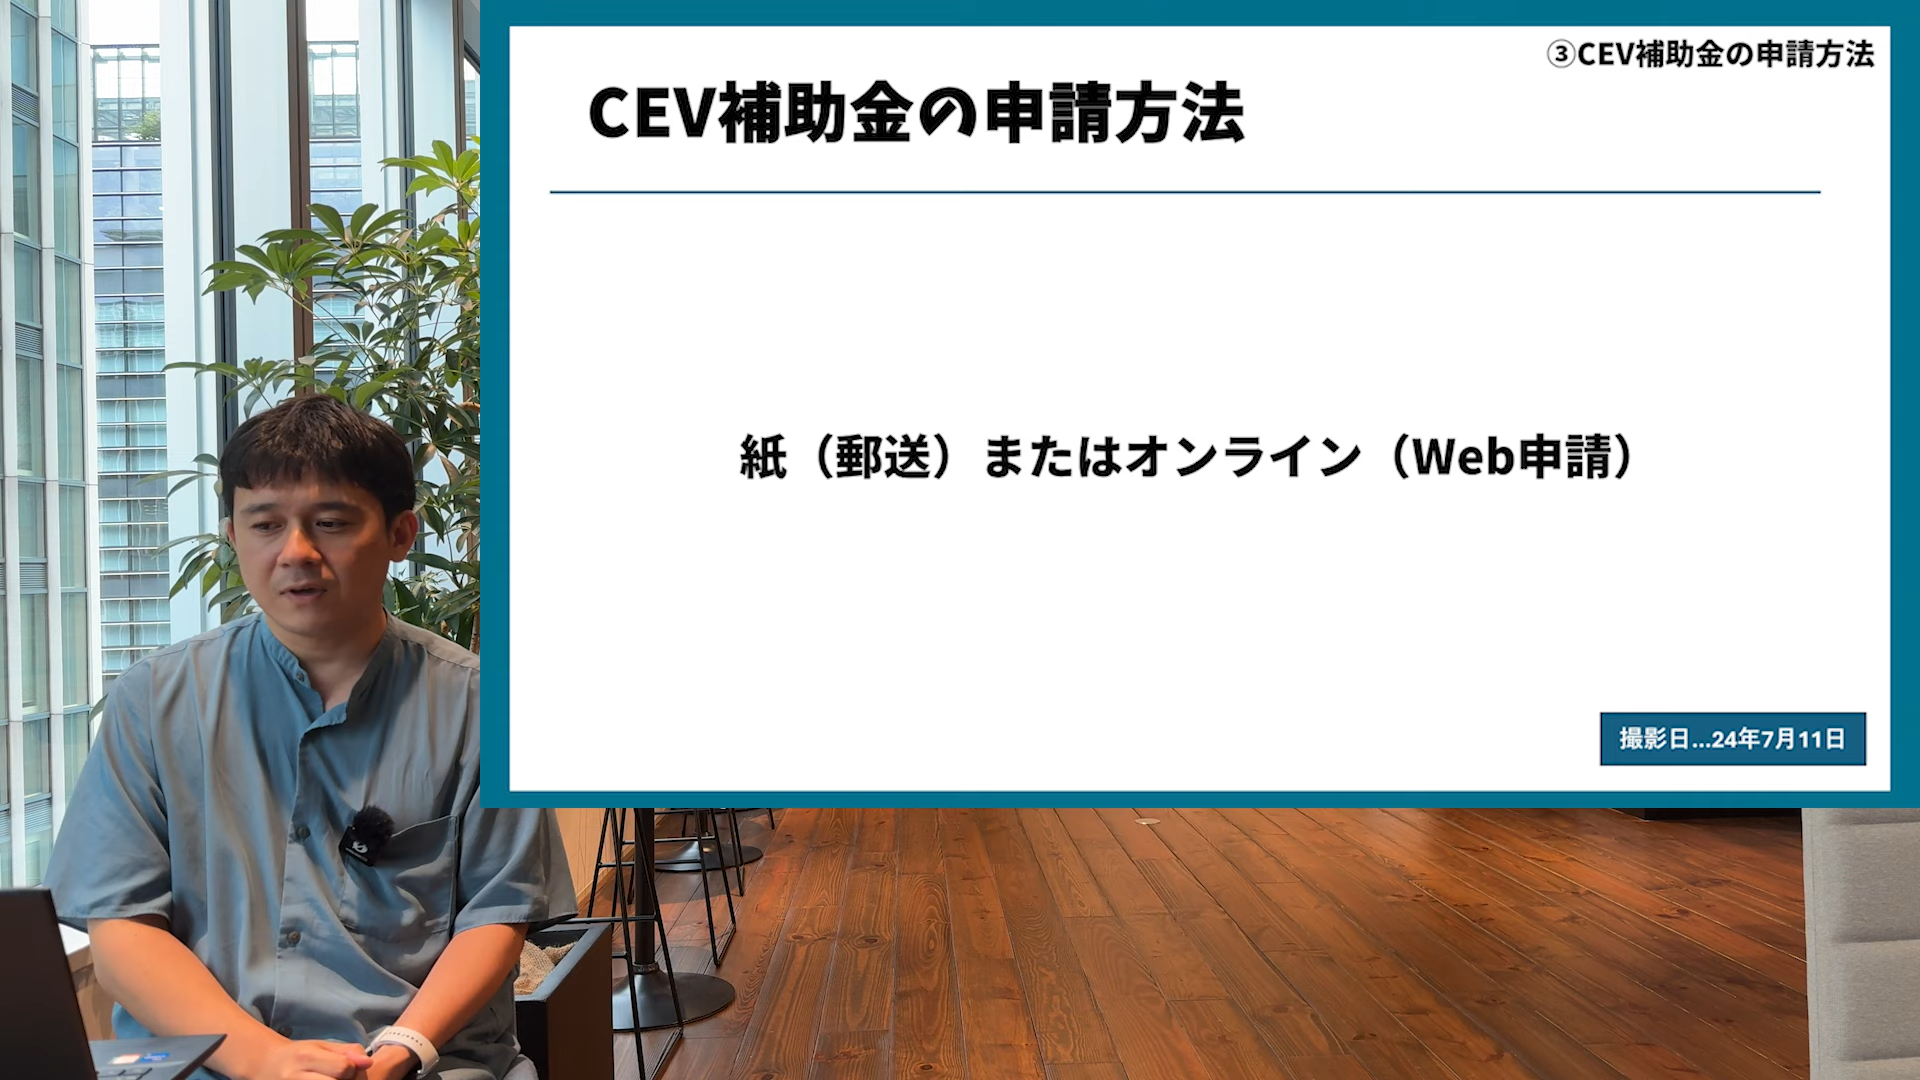 ③CEV補助金の申請方法
CEV補助金の申請方法
紙（郵送）またはオンライン（Web申請）
撮影日...24年7月11日